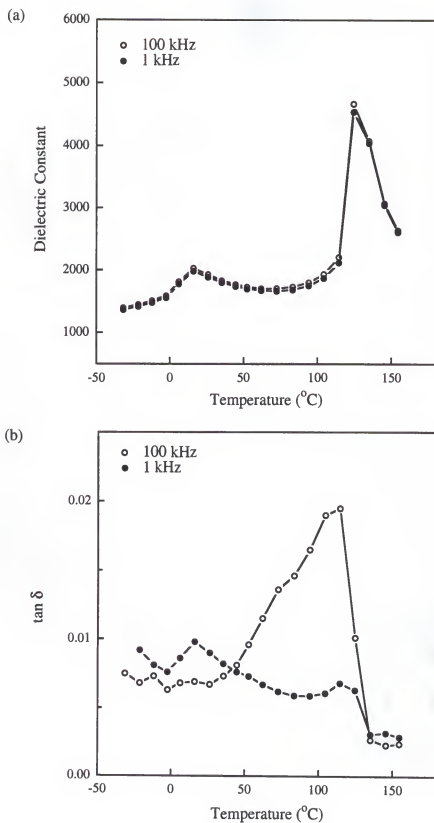 (a)
6000
100 kHz
1 kHz
5000
4000
3000
2000
1000
Dielectric Constant
-50
0
50
100
150
Temperature (°C)
(b)
100 kHz
1 kHz
0.02
0.01
0.00
tan δ
-50
0
50
100
150
Temperature (°C)